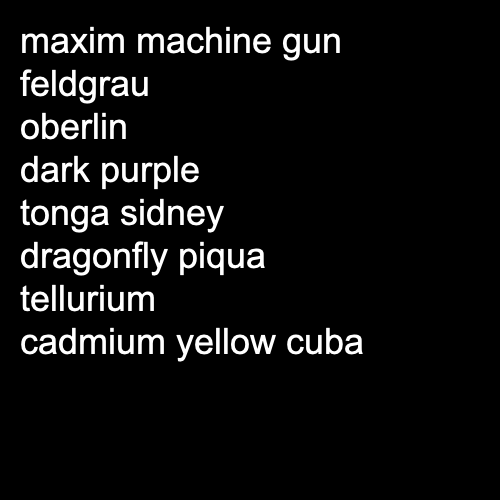 maxim machine gun
feldgrau
oberlin
dark purple
tonga sidney
dragonfly piqua
tellurium
cadmium yellow cuba